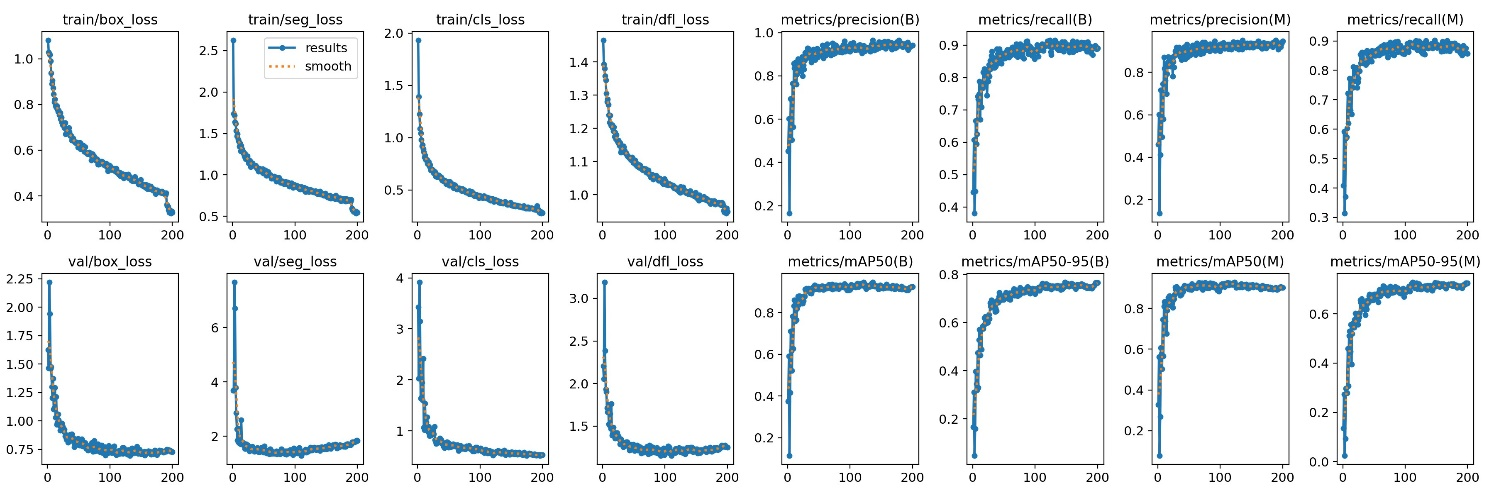 train/box_loss
1.0
0.8
0.6
0.4
0 100 200
train/seg_loss
results
smooth
2.5
2.0
1.5
1.0
0.5
0 100 200
train/cls_loss
2.0
1.5
1.0
0.5
0 100 200
train/dfl_loss
1.4
1.3
1.2
1.1
1.0
0 100 200
metrics/precision(B)
1.0
0.8
0.6
0.4
0.2
0 100 200
metrics/recall(B)
0.9
0.8
0.7
0.6
0.5
0.4
0 100 200
metrics/precision(M)
0.8
0.6
0.4
0.2
0 100 200
metrics/recall(M)
0.9
0.8
0.7
0.6
0.5
0.4
0.3
0 100 200
val/box_loss
2.25
2.00
1.75
1.50
1.25
1.00
0.75
0 100 200
val/seg_loss
6
4
2
0 100 200
val/cls_loss
4
3
2
1
0 100 200
val/dfl_loss
3.0
2.5
2.0
1.5
0 100 200
metrics/mAP50(B)
0.8
0.6
0.4
0.2
0 100 200
metrics/mAP50-95(B)
0.8
0.6
0.4
0.2
0 100 200
metrics/mAP50(M)
0.8
0.6
0.4
0.2
0 100 200
metrics/mAP50-95(M)
0.6
0.4
0.2
0.0
0 100 200